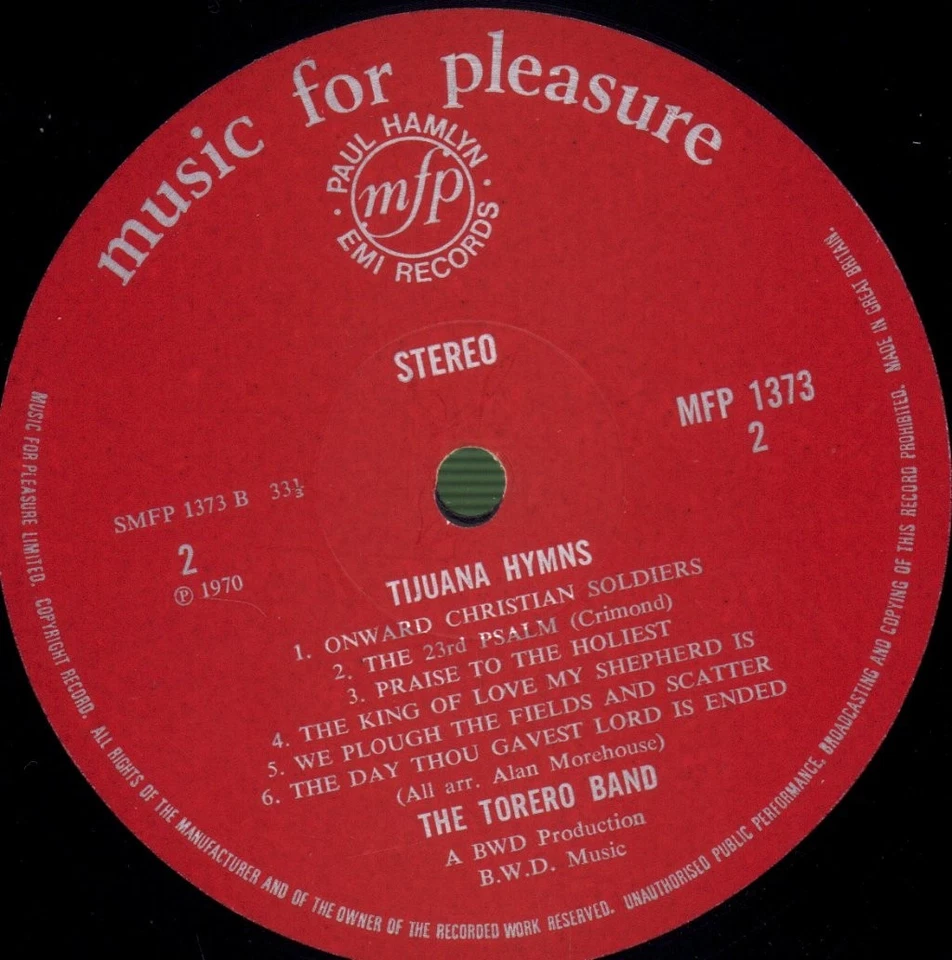 music for pleasure
PAUL HAMLYN
mfp
EMI RECORDS
STEREO
MFP 1373
2
SMFP 1373 B 33⅓
2
℗ 1970
TIJUANA HYMNS
1. ONWARD CHRISTIAN SOLDIERS
2. THE 23rd PSALM (Crimond)
3. PRAISE TO THE HOLIEST
4. THE KING OF LOVE MY SHEPHERD IS
5. WE PLOUGH THE FIELDS AND SCATTER
6. THE DAY THOU GAVEST LORD IS ENDED
(All arr. Alan Morehouse)
THE TORERO BAND
A BWD Production
B.W.D. Music
MUSIC FOR PLEASURE LIMITED. COPYRIGHT RECORD. ALL RIGHTS OF THE MANUFACTURER AND OF THE OWNER OF THE RECORDED WORK RESERVED. UNAUTHORISED PUBLIC PERFORMANCE, BROADCASTING AND COPYING OF THIS RECORD PROHIBITED. MADE IN GREAT BRITAIN.